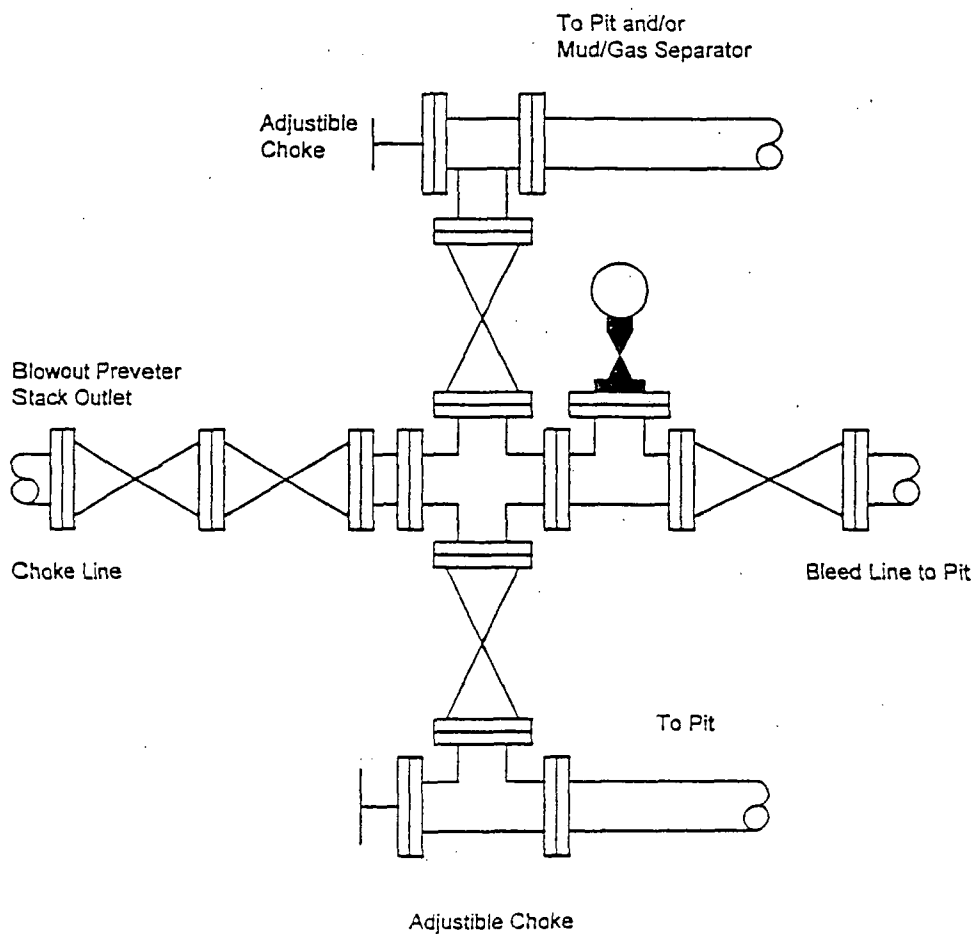 To Pit and/or
Mud/Gas Separator
Adjustible
Choke
Blowout Preveter
Stack Outlet
Choke Line
Bleed Line to Pit
To Pit
Adjustible Choke